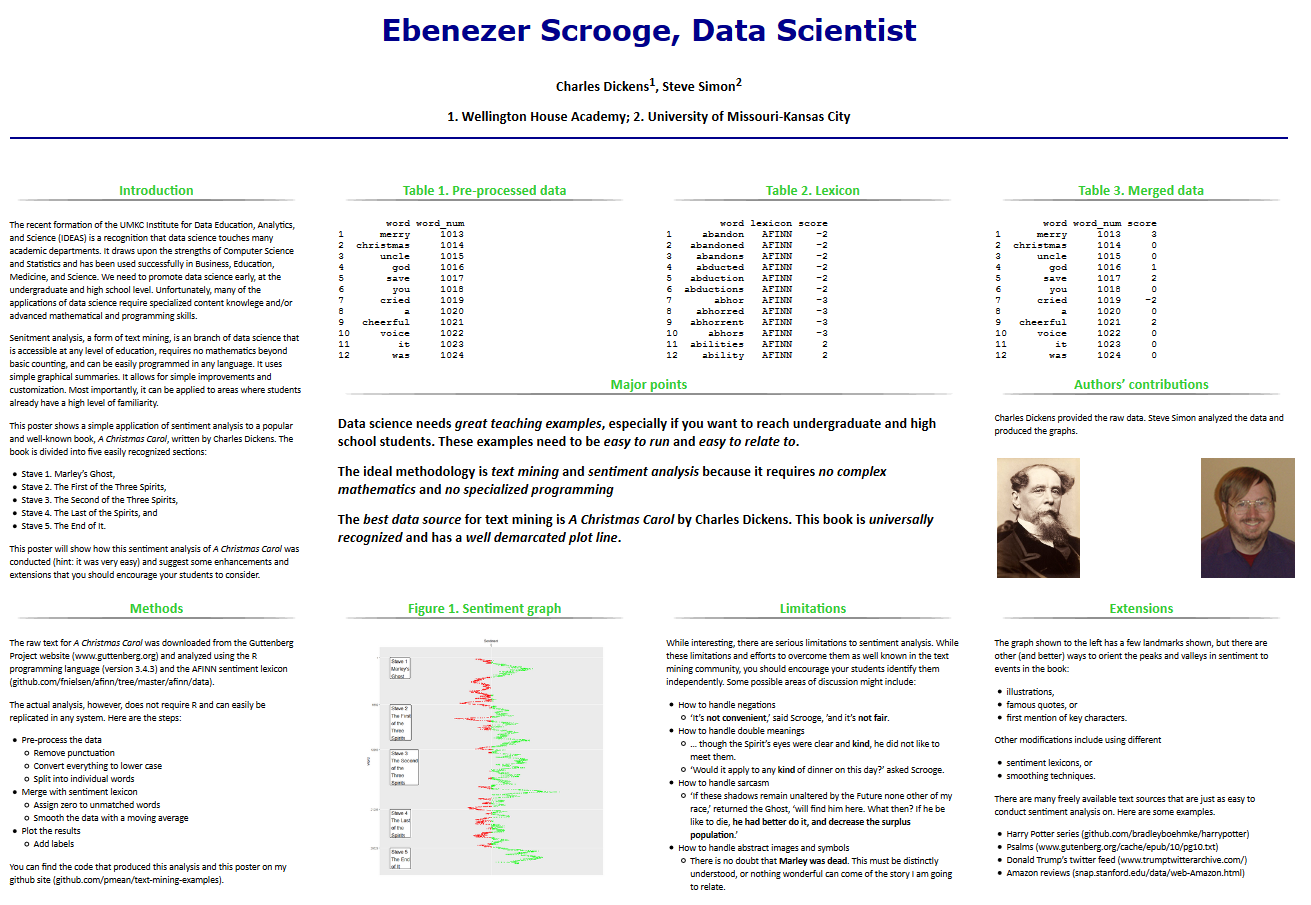 Ebenezer Scrooge, Data Scientist
Charles Dickens1, Steve Simon2
1. Wellington House Academy; 2. University of Missouri-Kansas City
Introduction
The recent formation of the UMKC Institute for Data Education, Analytics,
and Science (IDEAS) is a recognition that data science touches many
academic departments. It draws upon the strengths of Computer Science
and Statistics and has been used successfully in Business, Education,
Medicine, and Science. We need to promote data science early, at the
undergraduate and high school level. Unfortunately, many of the
applications of data science require specialized content knowlege and/or
advanced mathematical and programming skills.
Senitment analysis, a form of text mining, is an branch of data science that
is accessible at any level of education, requires no mathematics beyond
basic counting, and can be easily programmed in any language. It uses
simple graphical summaries. It allows for simple improvements and
customization. Most importantly, it can be applied to areas where students
already have a high level of familiarity.
This poster shows a simple application of sentiment analysis to a popular
and well-known book, A Christmas Carol, written by Charles Dickens. The
book is divided into five easily recognized sections:
• Stave 1. Marley's Ghost,
• Stave 2. The First of the Three Spirits,
• Stave 3. The Second of the Three Spirits,
• Stave 4. The Last of the Spirits, and
• Stave 5. The End of It.
This poster will show how this sentiment analysis of A Christmas Carol was
conducted (hint: it was very easy) and suggest some enhancements and
extensions that you should encourage your students to consider.
Table 1. Pre-processed data
word word_num
1 merry 1013
2 christmas 1014
3 uncle 1015
4 god 1016
5 save 1017
6 you 1018
7 cried 1019
8 a 1020
9 cheerful 1021
10 voice 1022
11 it 1023
12 was 1024
Table 2. Lexicon
word lexicon score
1 abandon AFINN -2
2 abandoned AFINN -2
3 abandons AFINN -2
4 abducted AFINN -2
5 abduction AFINN -2
6 abductions AFINN -2
7 abhor AFINN -3
8 abhorred AFINN -3
9 abhorrent AFINN -3
10 abhors AFINN -3
11 abilities AFINN 2
12 ability AFINN 2
Table 3. Merged data
word word_num score
1 merry 1013 3
2 christmas 1014 0
3 uncle 1015 0
4 god 1016 1
5 save 1017 2
6 you 1018 0
7 cried 1019 -2
8 a 1020 0
9 cheerful 1021 2
10 voice 1022 0
11 it 1023 0
12 was 1024 0
Major points
Data science needs great teaching examples, especially if you want to reach undergraduate and high
school students. These examples need to be easy to run and easy to relate to.
The ideal methodology is text mining and sentiment analysis because it requires no complex
mathematics and no specialized programming
The best data source for text mining is A Christmas Carol by Charles Dickens. This book is universally
recognized and has a well demarcated plot line.
Authors' contributions
Charles Dickens provided the raw data. Steve Simon analyzed the data and
produced the graphs.
Methods
The raw text for A Christmas Carol was downloaded from the Guttenberg
Project website (www.guttenberg.org) and analyzed using the R
programming language (version 3.4.3) and the AFINN sentiment lexicon
(github.com/fnielsen/afinn/tree/master/afinn/data).
The actual analysis, however, does not require R and can easily be
replicated in any system. Here are the steps:
• Pre-process the data
○ Remove punctuation
○ Convert everything to lower case
○ Split into individual words
• Merge with sentiment lexicon
○ Assign zero to unmatched words
○ Smooth the data with a moving average
• Plot the results
○ Add labels
You can find the code that produced this analysis and this poster on my
github site (github.com/pmean/text-mining-examples).
Figure 1. Sentiment graph
Stave 1
Marley's
Ghost
Stave 2
The First
of the
Three
Spirits
Stave 3
The Second
of the
Three
Spirits
Stave 4
The Last
of the
Spirits
Stave 5
The End
of It
Limitations
While interesting, there are serious limitations to sentiment analysis. While
these limitations and efforts to overcome them as well known in the text
mining community, you should encourage your students identify them
independently. Some possible areas of discussion might include:
• How to handle negations
○ 'It's not convenient,' said Scrooge, 'and it's not fair.
• How to handle double meanings
○ ... though the Spirit's eyes were clear and kind, he did not like to
meet them.
○ 'Would it apply to any kind of dinner on this day?' asked Scrooge.
• How to handle sarcasm
○ 'If these shadows remain unaltered by the Future none other of my
race,' returned the Ghost, 'will find him here. What then? If he be
like to die, he had better do it, and decrease the surplus
population.'
• How to handle abstract images and symbols
○ There is no doubt that Marley was dead. This must be distinctly
understood, or nothing wonderful can come of the story I am going
to relate.
Extensions
The graph shown to the left has a few landmarks shown, but there are
other (and better) ways to orient the peaks and valleys in sentiment to
events in the book:
• illustrations,
• famous quotes, or
• first mention of key characters.
Other modifications include using different
• sentiment lexicons, or
• smoothing techniques.
There are many freely available text sources that are just as easy to
conduct sentiment analysis on. Here are some examples.
• Harry Potter series (github.com/bradleyboehmke/harrypotter)
• Psalms (www.gutenberg.org/cache/epub/10/pg10.txt)
• Donald Trump's twitter feed (www.trumptwitterarchive.com/)
• Amazon reviews (snap.stanford.edu/data/web-Amazon.html)